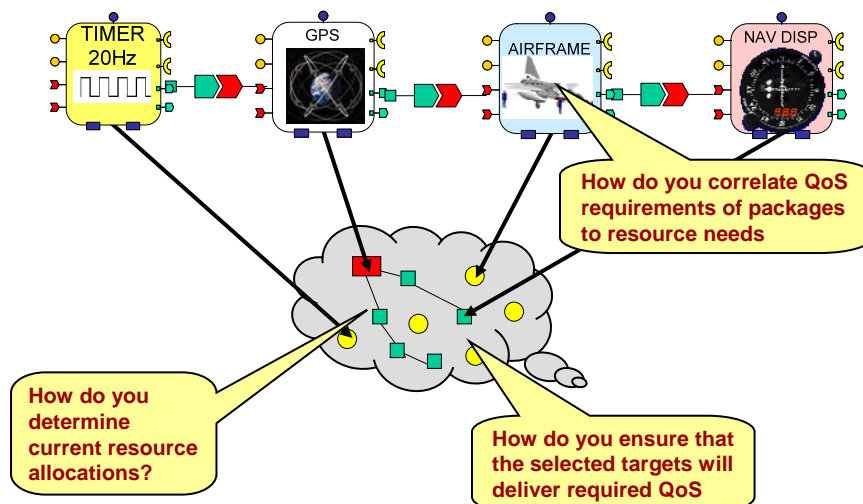 TIMER
20Hz
GPS
AIRFRAME
NAV DISP
How do you correlate QoS
requirements of packages
to resource needs
How do you
determine
current resource
allocations?
How do you ensure that
the selected targets will
deliver required QoS